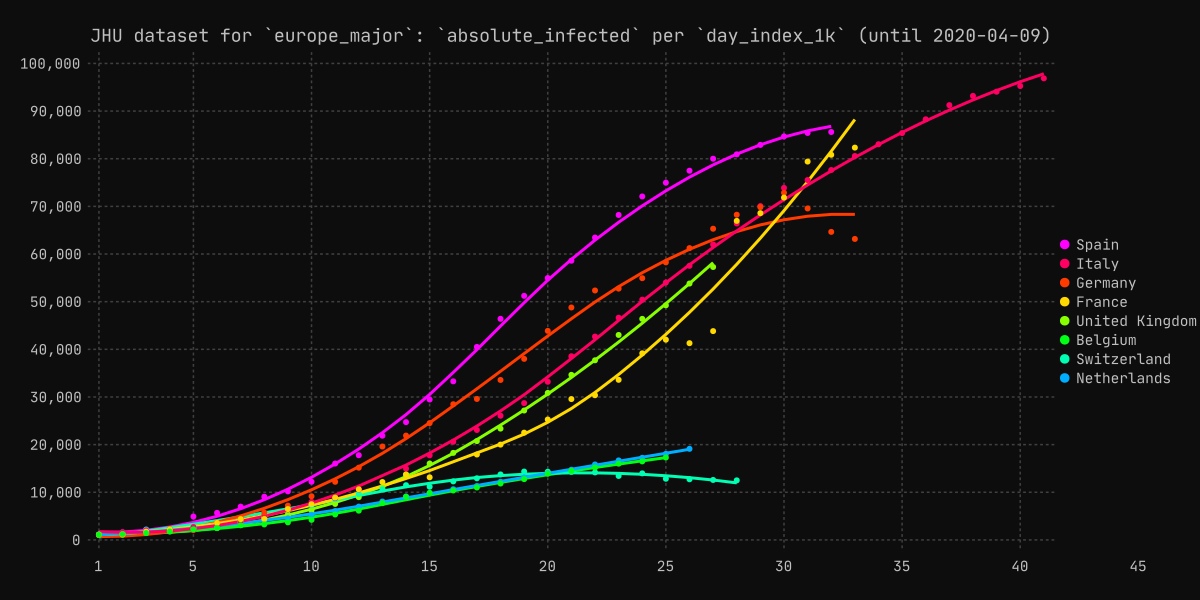 JHU dataset for `europe_major`: `absolute_infected` per `day_index_1k` (until 2020-04-09)
100,000
90,000
80,000
70,000
60,000
50,000
40,000
30,000
20,000
10,000
0
1 5 10 15 20 25 30 35 40 45
Spain
Italy
Germany
France
United Kingdom
Belgium
Switzerland
Netherlands